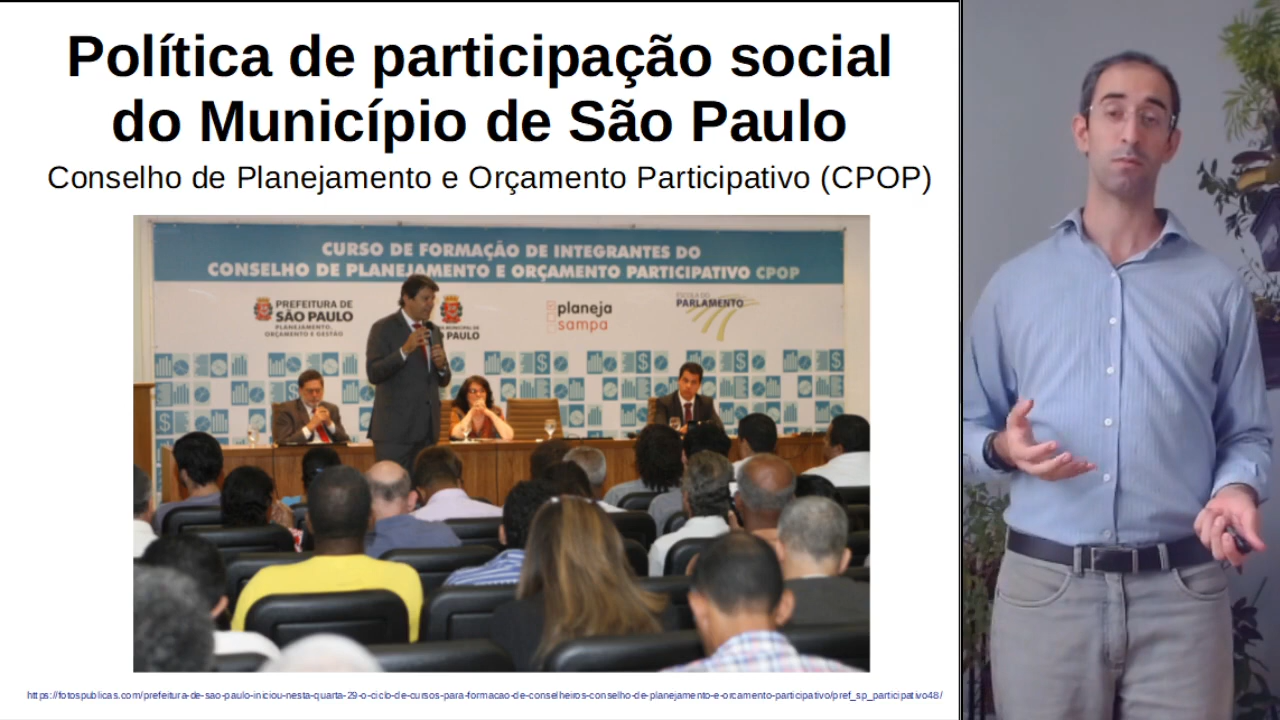 Política de participação social
do Município de São Paulo
Conselho de Planejamento e Orçamento Participativo (CPOP)
CURSO DE FORMAÇÃO DE INTEGRANTES DO
CONSELHO DE PLANEJAMENTO E ORÇAMENTO PARTICIPATIVO CPOP
PREFEITURA DE
SÃO PAULO
PLANEJAMENTO,
ORÇAMENTO E GESTÃO
PAULO
planeja
sampa
ESCOLA DO
PARLAMENTO
https://fotospublicas.com/prefeitura-de-sao-paulo-iniciou-nesta-quarta-29-o-ciclo-de-cursos-para-formacao-de-conselheiros-conselho-de-planejamento-e-orcamento-participativo/pref_sp_participativo48/